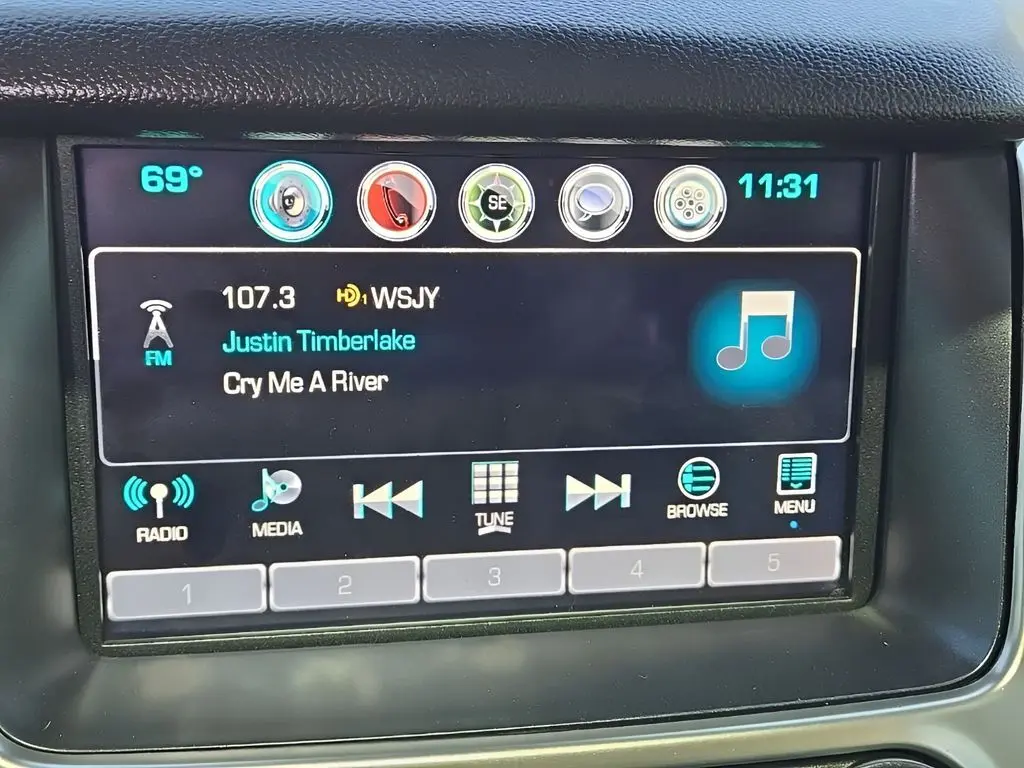 69° SE 11:31
107.3 HD1 WSJY
FM Justin Timberlake
Cry Me A River
RADIO MEDIA TUNE BROWSE MENU
1 2 3 4 5